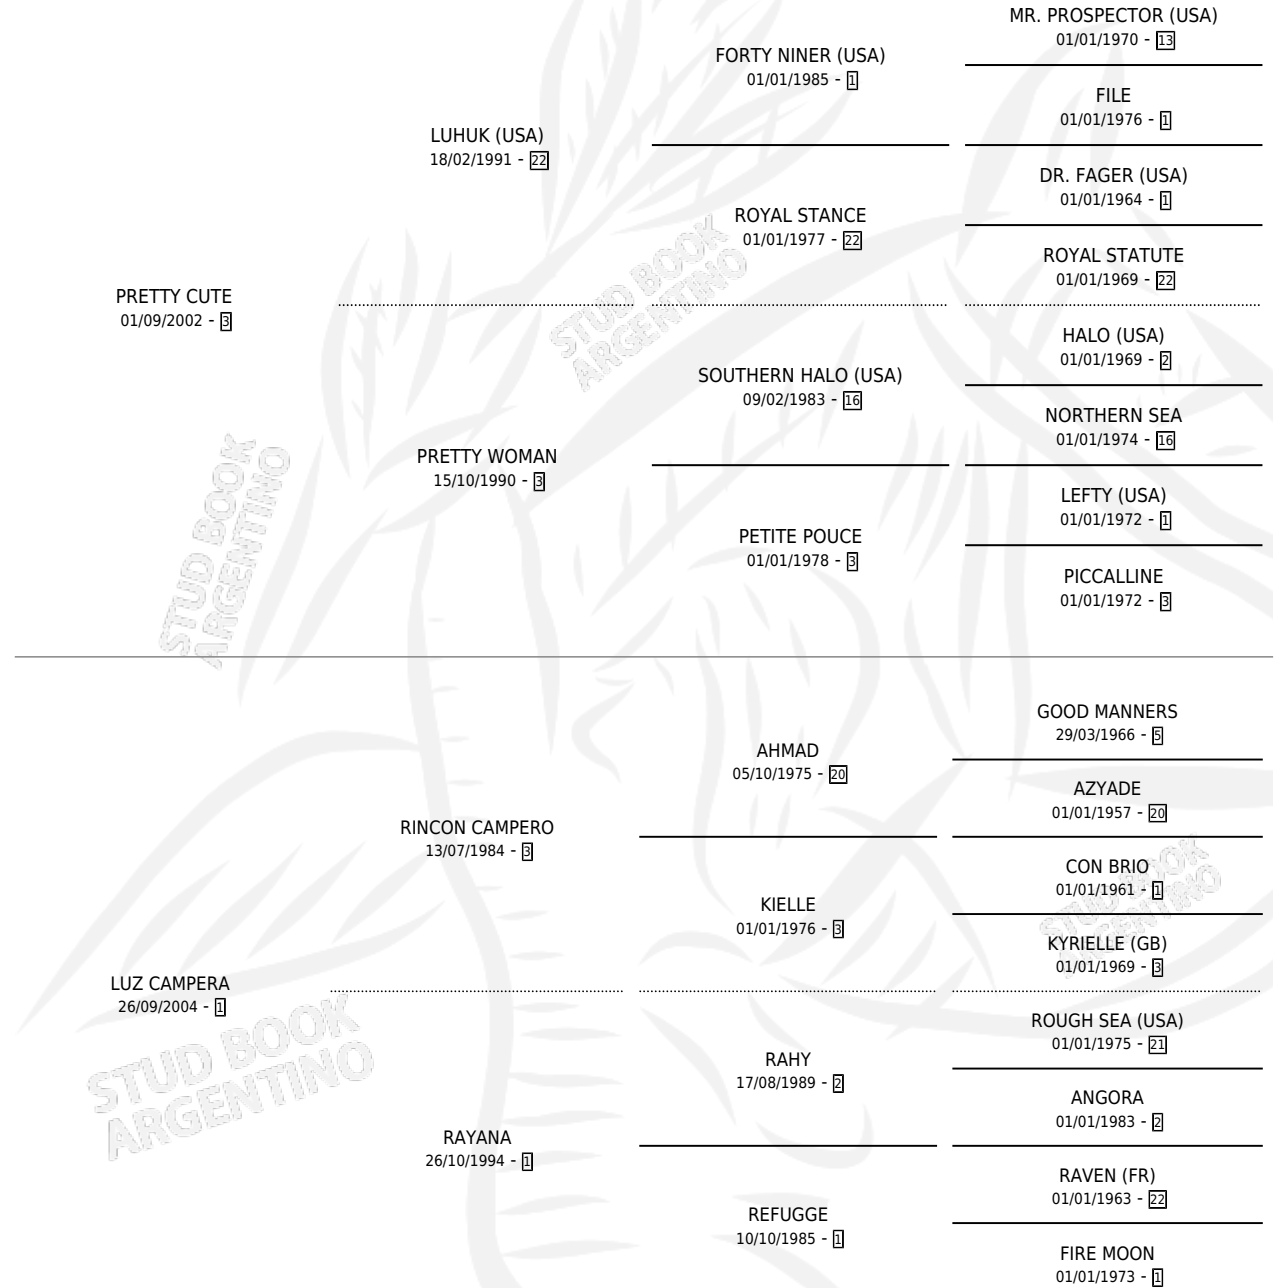 MR. PROSPECTOR (USA)
01/01/1970 - 13
FORTY NINER (USA)
01/01/1985 - 1
FILE
01/01/1976 - 1
LUHUK (USA)
18/02/1991 - 22
DR. FAGER (USA)
01/01/1964 - 1
ROYAL STANCE
01/01/1977 - 22
ROYAL STATUTE
01/01/1969 - 22
PRETTY CUTE
01/09/2002 - 3
HALO (USA)
01/01/1969 - 2
SOUTHERN HALO (USA)
09/02/1983 - 16
NORTHERN SEA
01/01/1974 - 16
PRETTY WOMAN
15/10/1990 - 3
LEFTY (USA)
01/01/1972 - 1
PETITE POUCE
01/01/1978 - 3
PICCALLINE
01/01/1972 - 3
STUD BOOK
ARGENTINO
STUD BOOK
ARGENTINO
GOOD MANNERS
29/03/1966 - 5
AHMAD
05/10/1975 - 20
AZYADE
01/01/1957 - 20
RINCON CAMPERO
13/07/1984 - 3
CON BRIO
01/01/1961 - 1
KIELLE
01/01/1976 - 3
KYRIELLE (GB)
01/01/1969 - 3
LUZ CAMPERA
26/09/2004 - 1
ROUGH SEA (USA)
01/01/1975 - 21
RAHY
17/08/1989 - 2
ANGORA
01/01/1983 - 2
RAYANA
26/10/1994 - 1
RAVEN (FR)
01/01/1963 - 22
REFUGGE
10/10/1985 - 1
FIRE MOON
01/01/1973 - 1
STUD BOOK
ARGENTINO
STUD BOOK
ARGENTINO